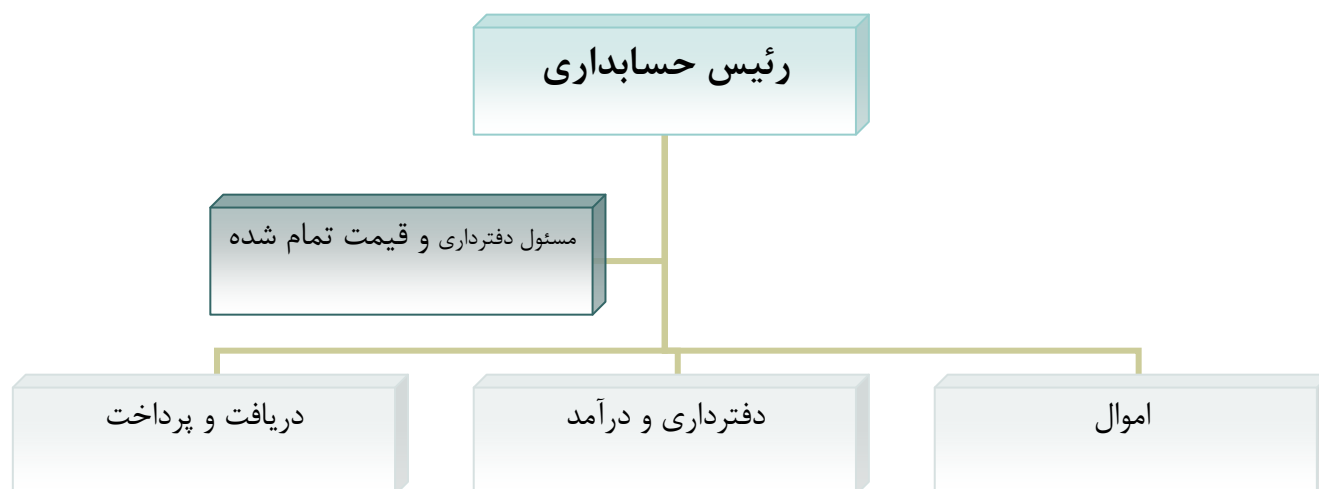 رئیس حسابداری
مسئول دفترداری و قیمت تمام شده
اموال
دفترداری و درآمد
دریافت و پرداخت